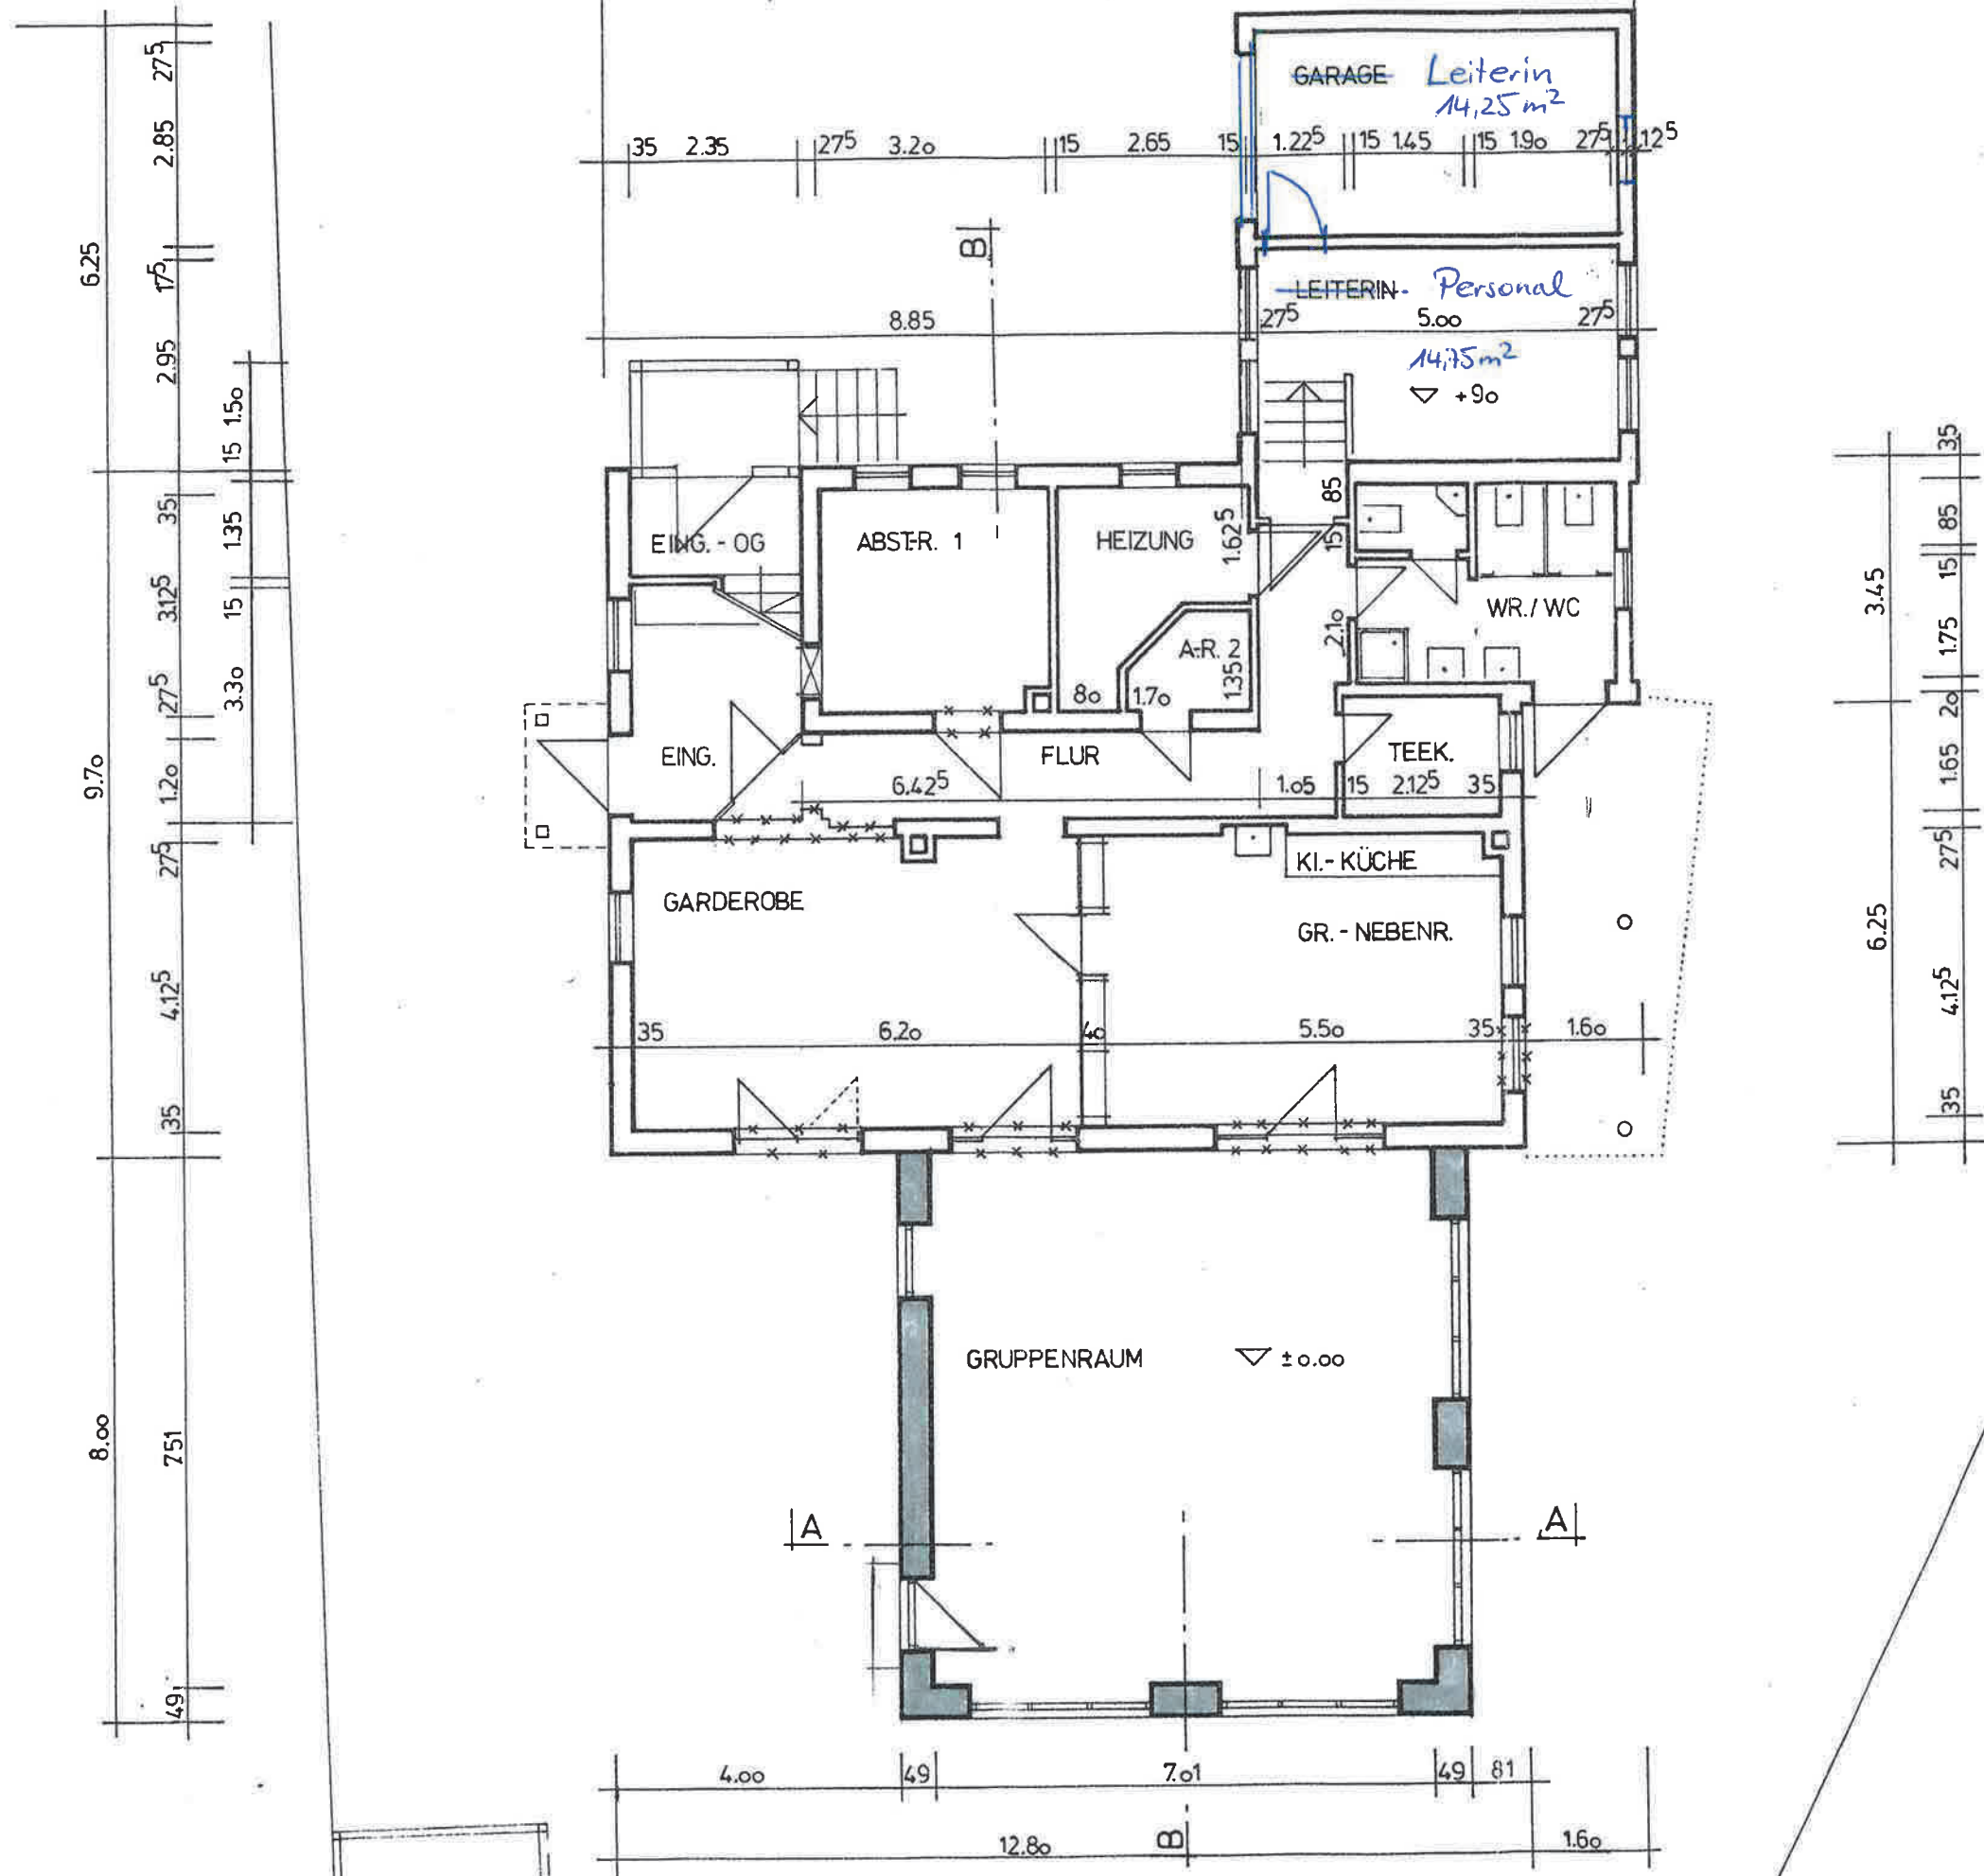 GARAGE Leiterin
14,25 m²
35 2.35 27⁵ 3.20 15 2.65 15 1.22⁵ 15 1.45 15 1.90 27⁵ 12⁵
B
LEITERIN. Personal
8.85 27⁵ 5.00 27⁵
14,75 m²
+90
EING.-OG
ABST.-R. 1
HEIZUNG
1.62⁵
85
15
WR./WC
A.-R. 2
80 1.70 1.35
2.10
EING.
FLUR
TEEK.
6.42⁵ 1.05 15 2.12⁵ 35
KI.-KÜCHE
GARDEROBE
GR.-NEBENR.
35 6.20 40 5.50 35 1.60
GRUPPENRAUM ±0.00
A A
4.00 49 7.01 49 81
12.80 B 1.60
6.25
9.70
8.00
27⁵
2.85
17⁵
2.95
35
3.12⁵
27⁵
1.20
27⁵
4.12⁵
35
7.51
49
1.50
15
1.35
15
3.30
3.45
6.25
35
85
15
1.75
20
1.65
27⁵
4.12⁵
35